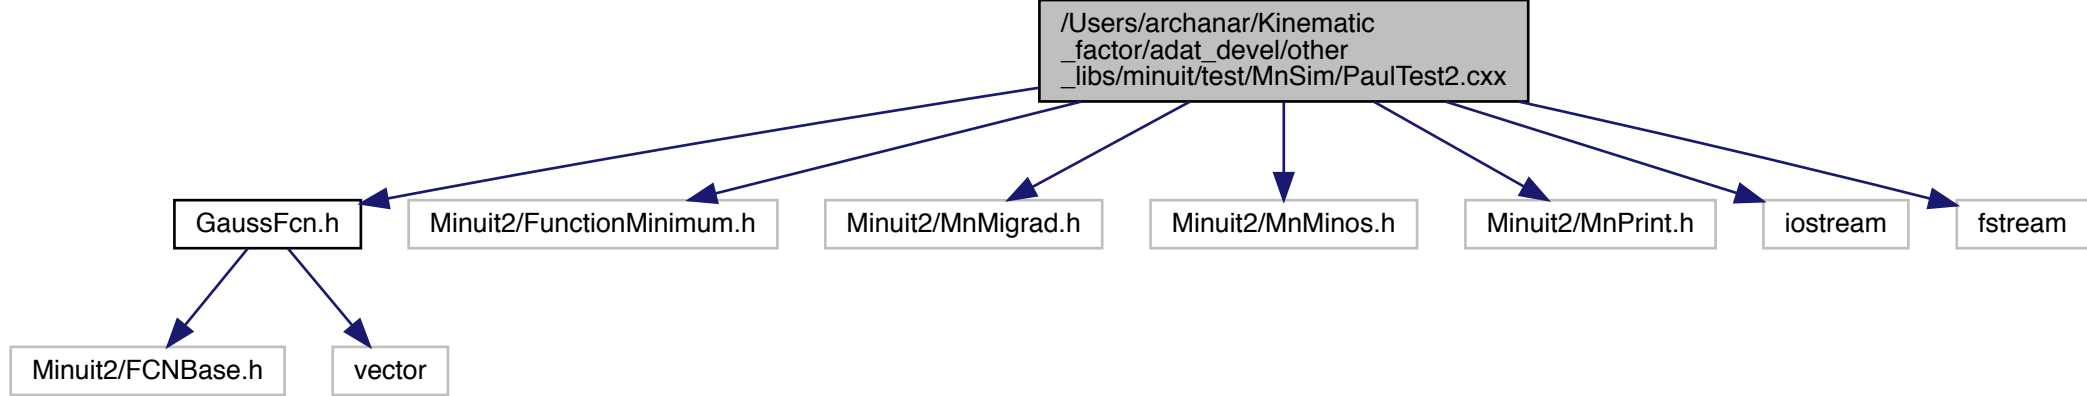 /Users/archanar/Kinematic
_factor/adat_devel/other
_libs/minuit/test/MnSim/PaulTest2.cxx
GaussFcn.h
Minuit2/FunctionMinimum.h
Minuit2/MnMigrad.h
Minuit2/MnMinos.h
Minuit2/MnPrint.h
iostream
fstream
Minuit2/FCNBase.h
vector